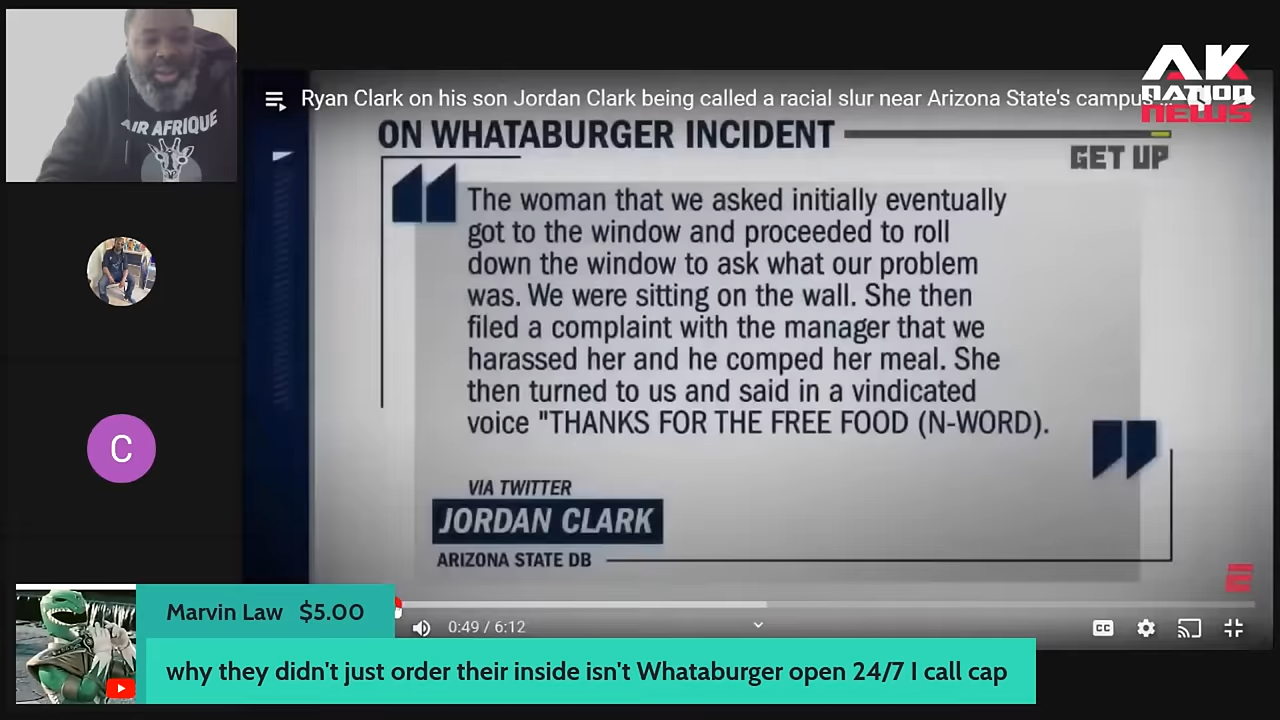 AIR AFRIQUE
Ryan Clark on his son Jordan Clark being called a racial slur near Arizona State's campus...
AK
NATION
NEWS
ON WHATABURGER INCIDENT
GET UP
The woman that we asked initially eventually
got to the window and proceeded to roll
down the window to ask what our problem
was. We were sitting on the wall. She then
filed a complaint with the manager that we
harassed her and he comped her meal. She
then turned to us and said in a vindicated
voice "THANKS FOR THE FREE FOOD (N-WORD).
C
VIA TWITTER
JORDAN CLARK
ARIZONA STATE DB
Marvin Law $5.00
0:49 / 6:12
CC
why they didn't just order their inside isn't Whataburger open 24/7 I call cap